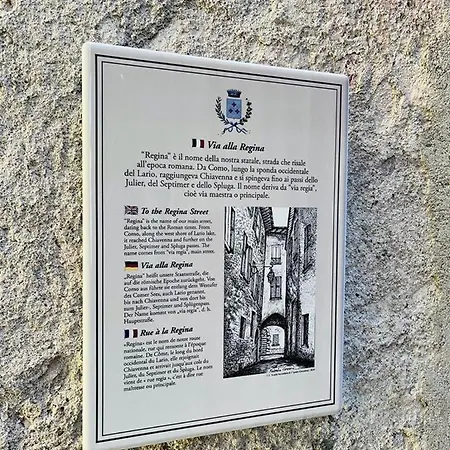 Via alla Regina
"Regina" è il nome della nostra statale, strada che risale
all'epoca romana. Da Como, lungo la sponda occidentale
del Lario, raggiungeva Chiavenna e si spingeva fino ai passi dello
Julier, del Septimer e dello Spluga. Il nome deriva da "via regia",
cioè via maestra o principale.
To the Regina Street
"Regina" is the name of our main street,
dating back to the Roman times. From
Como, along the west shore of Lario lake,
it reached Chiavenna and further on the
Julier, Septimer and Spluga passes. The
name comes from "via regia", main street.
Via alla Regina
„Regina" heißt unsere Staatsstraße, die
auf die römische Epoche zurückgeht. Von
Como aus führte sie entlang dem Westufer
des Comer Sees, auch Lario genannt,
bis nach Chiavenna und von dort bis
zum Julier-, Septimer- und Splügenpass.
Der Name kommt von „via regia", d. h.
Hauptstraße.
Rue à la Regina
«Regina» est le nom de notre route
nationale, rue qui remonte à l'époque
romaine. De Côme, le long du bord
occidental du Lario, elle rejoignait
Chiavenna et arrivait jusqu'aux cols du
Julier, du Septimer et du Spluga. Le nom
vient de « rue regia », c'est à dire rue
maîtresse ou principale.